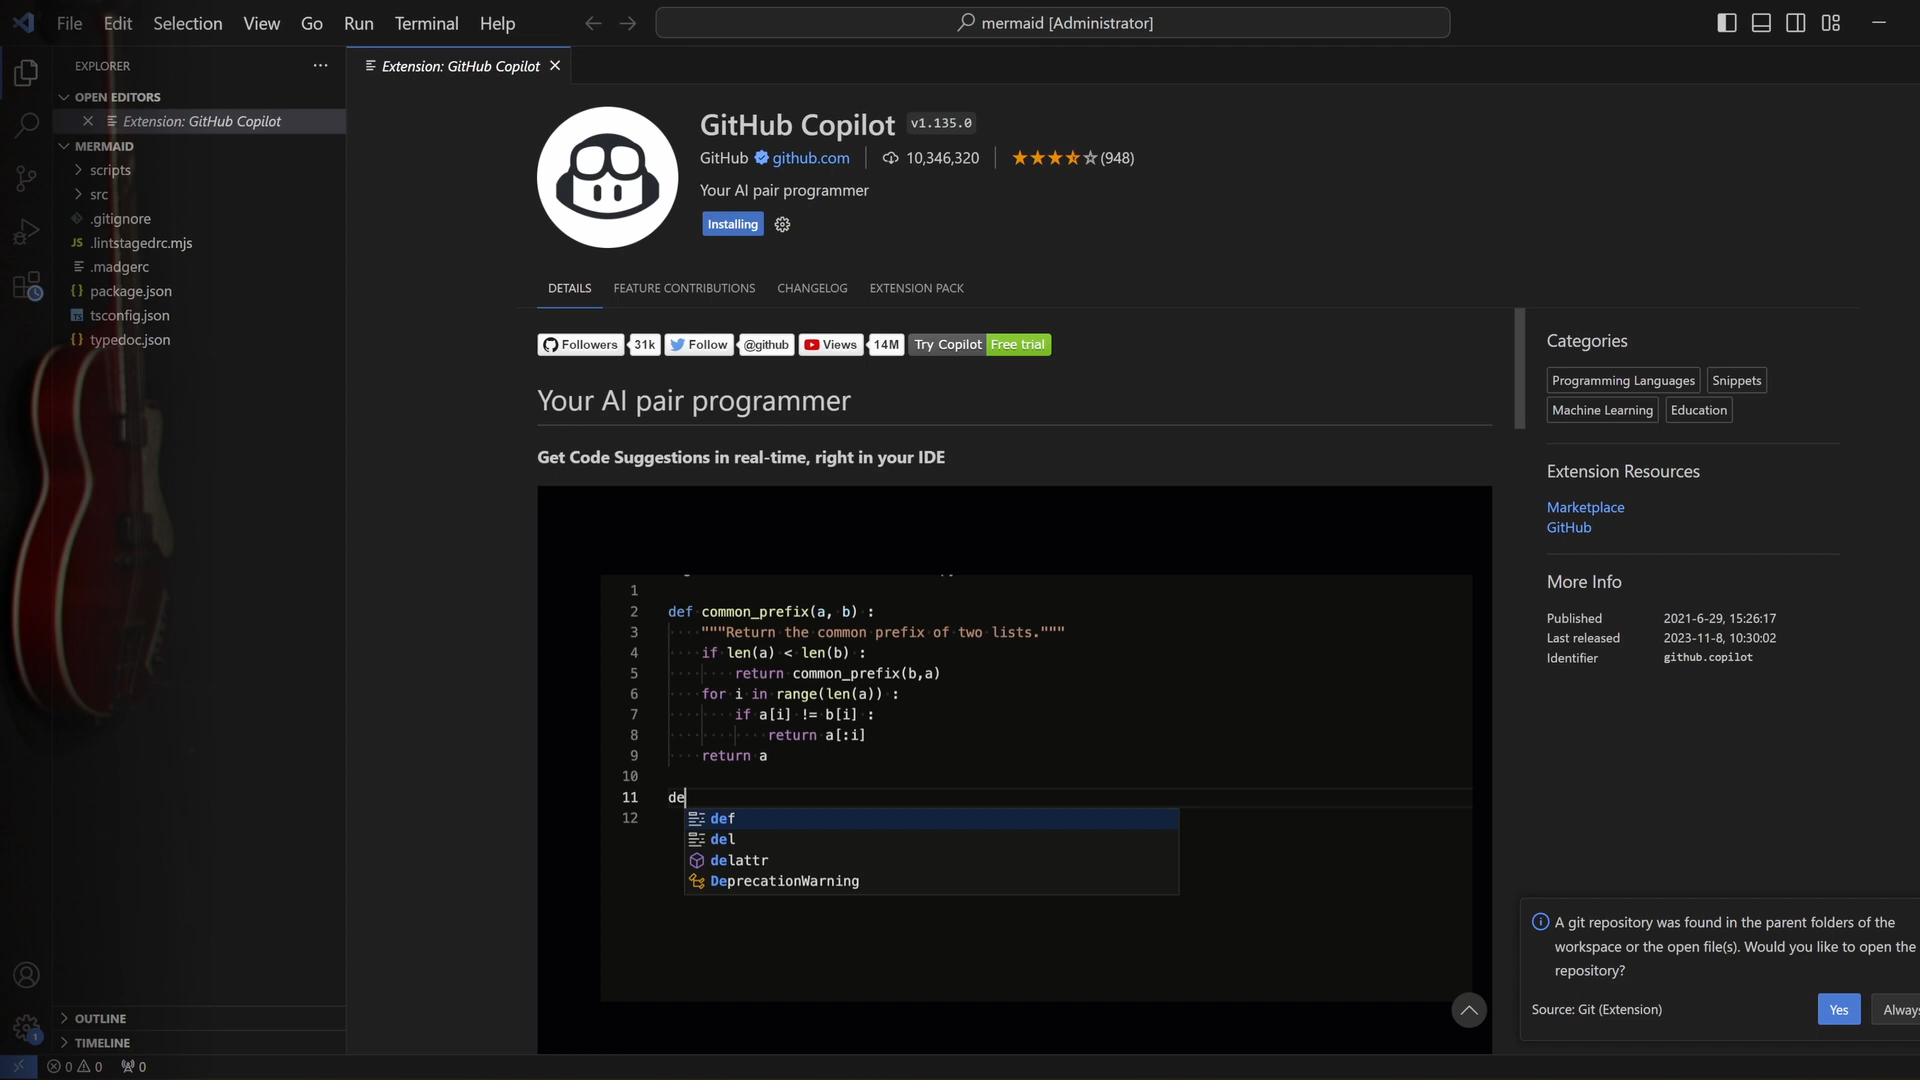 File Edit Selection View Go Run Terminal Help
mermaid [Administrator]
EXPLORER
OPEN EDITORS
Extension: GitHub Copilot
MERMAID
scripts
src
.gitignore
JS .lintstagedrc.mjs
.madgerc
{} package.json
TS tsconfig.json
{} typedoc.json
OUTLINE
TIMELINE
1
0 0 0
Extension: GitHub Copilot
GitHub Copilot v1.135.0
GitHub github.com 10,346,320 (948)
Your AI pair programmer
Installing
DETAILS FEATURE CONTRIBUTIONS CHANGELOG EXTENSION PACK
Followers 31k Follow @github Views 14M Try Copilot Free trial
Your AI pair programmer
Get Code Suggestions in real-time, right in your IDE
1
2 def common_prefix(a, b) :
3 """Return the common prefix of two lists."""
4 if len(a) < len(b) :
5 return common_prefix(b,a)
6 for i in range(len(a)) :
7 if a[i] != b[i] :
8 return a[:i]
9 return a
10
11 de
12
def
del
delattr
DeprecationWarning
Categories
Programming Languages Snippets
Machine Learning Education
Extension Resources
Marketplace
GitHub
More Info
Published 2021-6-29, 15:26:17
Last released 2023-11-8, 10:30:02
Identifier github.copilot
A git repository was found in the parent folders of the
workspace or the open file(s). Would you like to open the
repository?
Source: Git (Extension) Yes Always